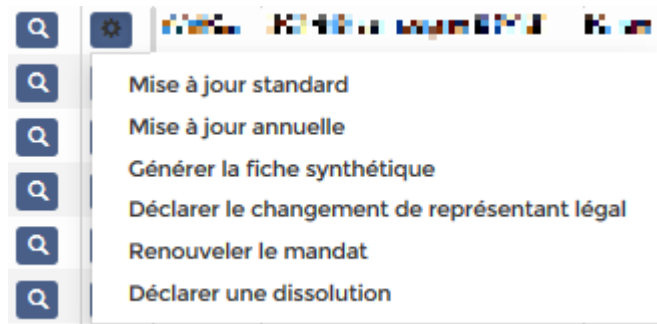 Mise à jour standard
Mise à jour annuelle
Générer la fiche synthétique
Déclarer le changement de représentant légal
Renouveler le mandat
Déclarer une dissolution